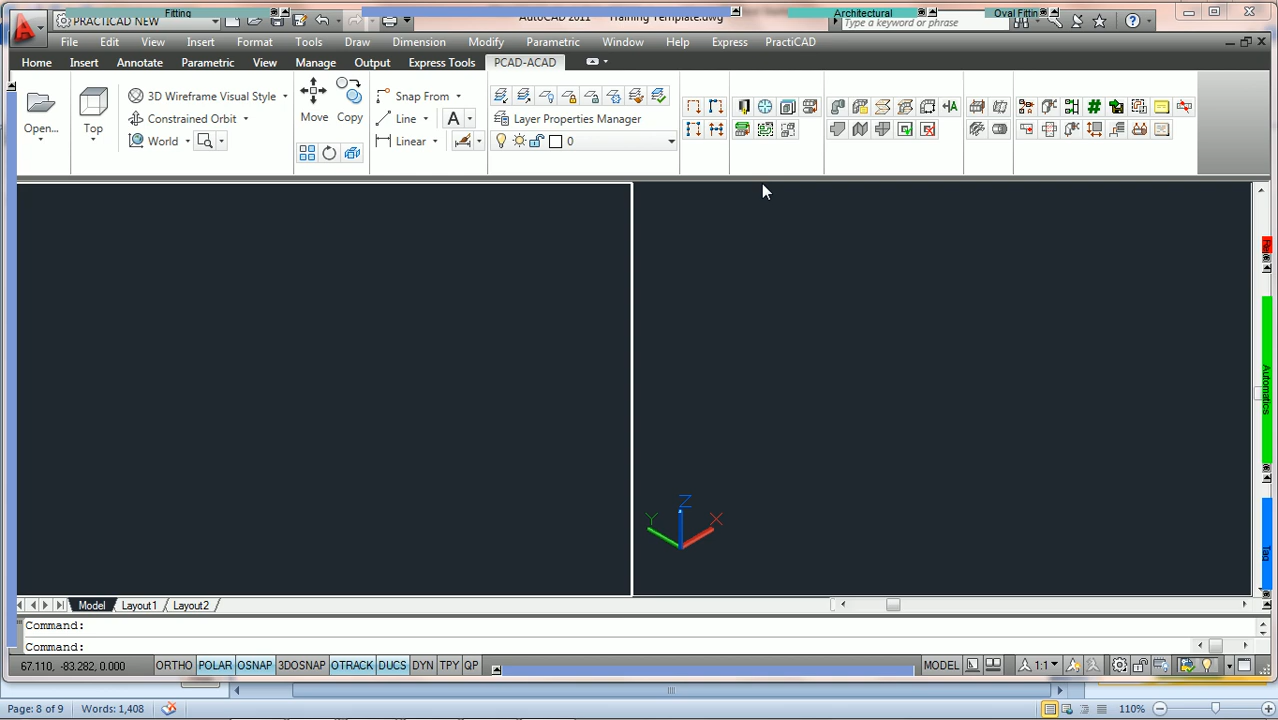 PRACTICAD NEW
Fitting
AutoCAD 2011
Training Template.dwg
Architectural
Oval Fittin
Type a keyword or phrase
File Edit View Insert Format Tools Draw Dimension Modify Parametric Window Help Express PractiCAD
Home Insert Annotate Parametric View Manage Output Express Tools PCAD-ACAD
3D Wireframe Visual Style
Snap From
Constrained Orbit
Line
A
Layer Properties Manager
Open...
Top
World
Move
Copy
Linear
0
Z
Y
X
Automatics
Tag
Model Layout1 Layout2
Command:
Command:
67.110, -83.282, 0.000
ORTHO POLAR OSNAP 3DOSNAP OTRACK DUCS DYN TPY QP
MODEL
1:1
Page: 8 of 9
Words: 1,408
110%